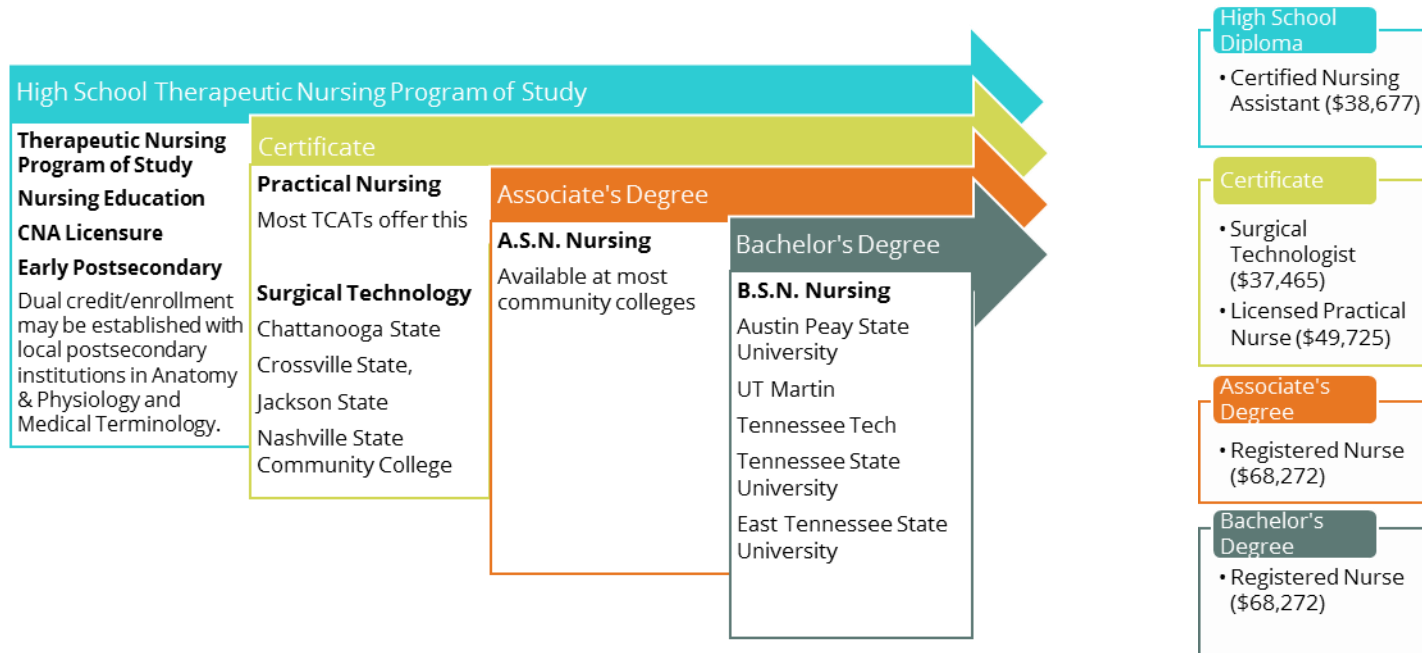 High School Therapeutic Nursing Program of Study
Therapeutic Nursing
Program of Study
Nursing Education
CNA Licensure
Early Postsecondary
Dual credit/enrollment
may be established with
local postsecondary
institutions in Anatomy
& Physiology and
Medical Terminology.
Certificate
Practical Nursing
Most TCATs offer this
Surgical Technology
Chattanooga State
Crossville State,
Jackson State
Nashville State
Community College
Associate's Degree
A.S.N. Nursing
Available at most
community colleges
Bachelor's Degree
B.S.N. Nursing
Austin Peay State
University
UT Martin
Tennessee Tech
Tennessee State
University
East Tennessee State
University
High School
Diploma
• Certified Nursing
Assistant ($38,677)
Certificate
• Surgical
Technologist
($37,465)
• Licensed Practical
Nurse ($49,725)
Associate's
Degree
• Registered Nurse
($68,272)
Bachelor's
Degree
• Registered Nurse
($68,272)